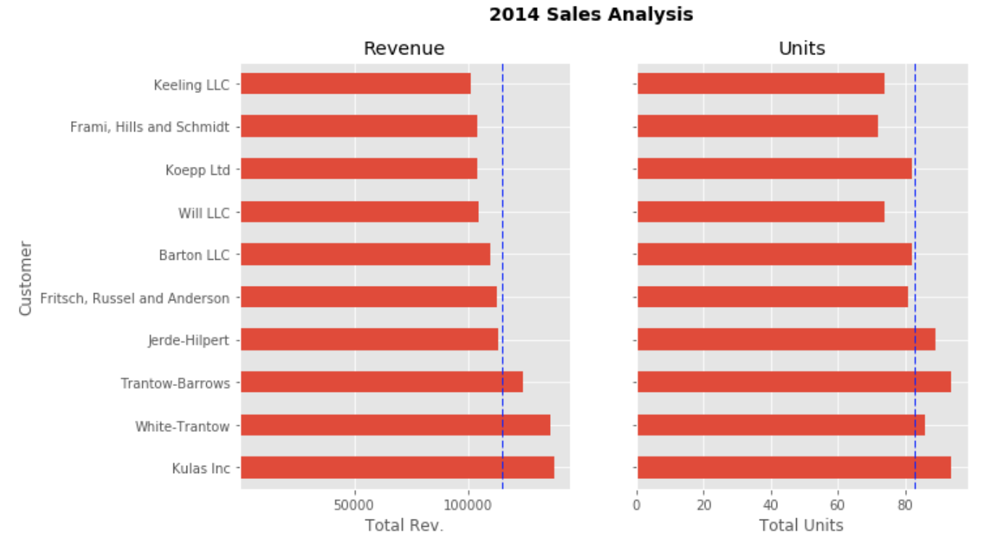 2014 Sales Analysis
Revenue
Units
Keeling LLC
Frami, Hills and Schmidt
Koepp Ltd
Will LLC
Barton LLC
Fritsch, Russel and Anderson
Jerde-Hilpert
Trantow-Barrows
White-Trantow
Kulas Inc
Customer
50000 100000
Total Rev.
0 20 40 60 80
Total Units